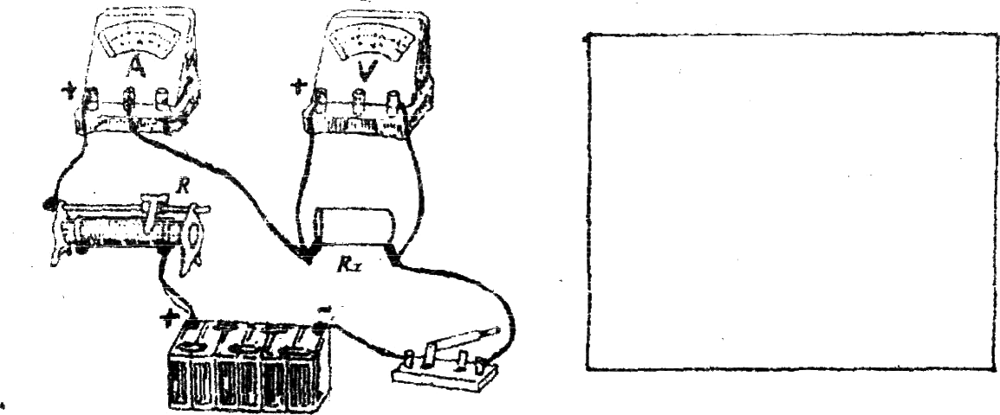 A
V
+
+
R
Rx
+
-